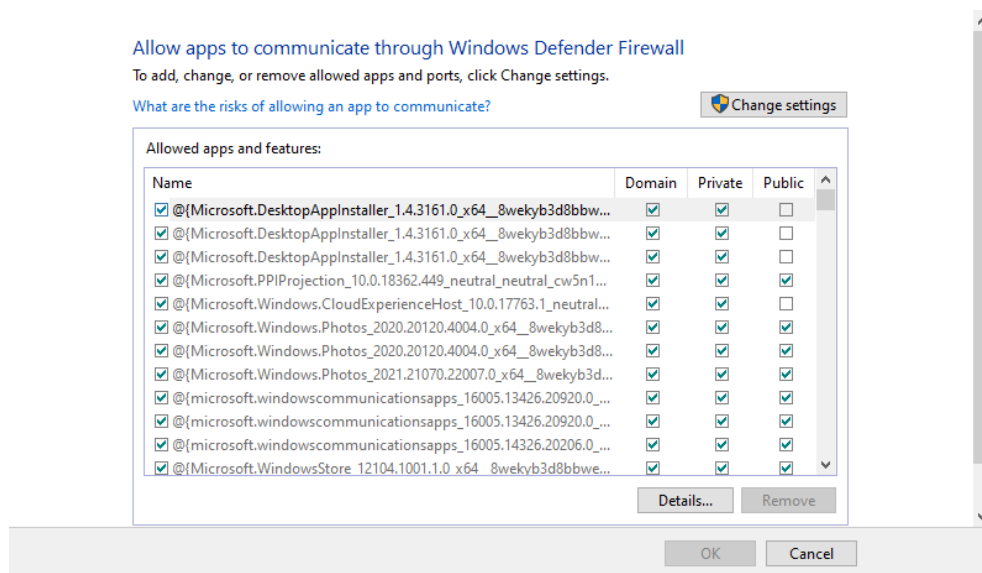 Allow apps to communicate through Windows Defender Firewall
To add, change, or remove allowed apps and ports, click Change settings.
What are the risks of allowing an app to communicate?
Change settings
Allowed apps and features:
Name Domain Private Public
@{Microsoft.DesktopAppInstaller_1.4.3161.0_x64__8wekyb3d8bbw...
@{Microsoft.DesktopAppInstaller_1.4.3161.0_x64__8wekyb3d8bbw...
@{Microsoft.DesktopAppInstaller_1.4.3161.0_x64__8wekyb3d8bbw...
@{Microsoft.PPIProjection_10.0.18362.449_neutral_neutral_cw5n1...
@{Microsoft.Windows.CloudExperienceHost_10.0.17763.1_neutral...
@{Microsoft.Windows.Photos_2020.20120.4004.0_x64__8wekyb3d8...
@{Microsoft.Windows.Photos_2020.20120.4004.0_x64__8wekyb3d8...
@{Microsoft.Windows.Photos_2021.21070.22007.0_x64__8wekyb3d...
@{microsoft.windowscommunicationsapps_16005.13426.20920.0_...
@{microsoft.windowscommunicationsapps_16005.13426.20920.0_...
@{microsoft.windowscommunicationsapps_16005.14326.20206.0_...
@{Microsoft.WindowsStore_12104.1001.1.0_x64__8wekyb3d8bbwe...
Details... Remove
OK Cancel